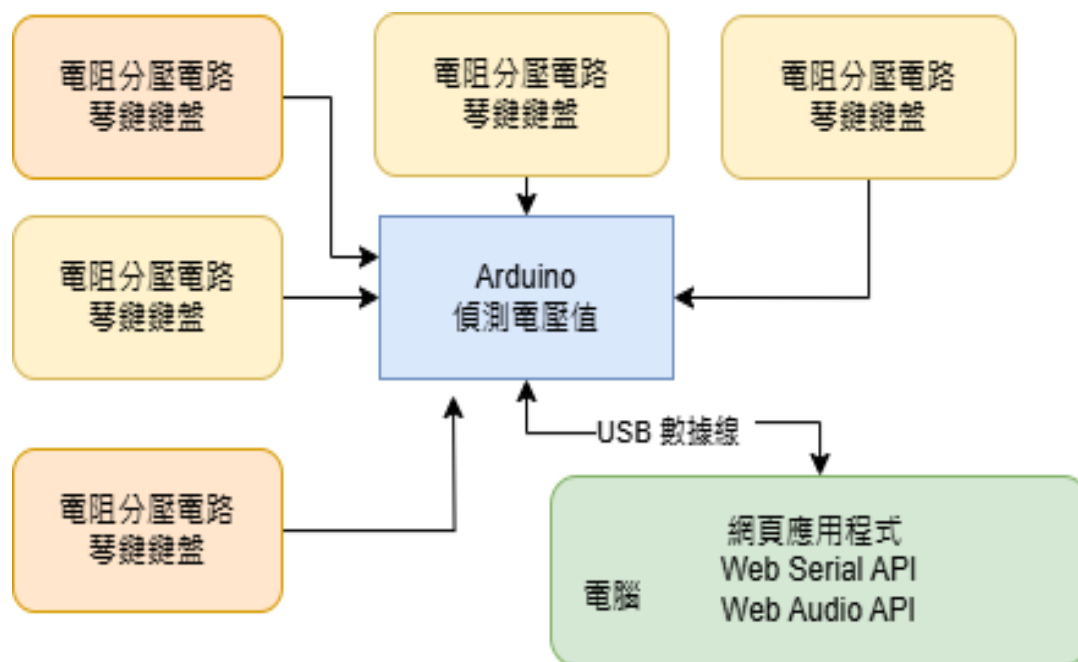 電阻分壓電路
琴鍵鍵盤
電阻分壓電路
琴鍵鍵盤
電阻分壓電路
琴鍵鍵盤
電阻分壓電路
琴鍵鍵盤
Arduino
偵測電壓值
USB 數據線
電阻分壓電路
琴鍵鍵盤
網頁應用程式
Web Serial API
電腦
Web Audio API